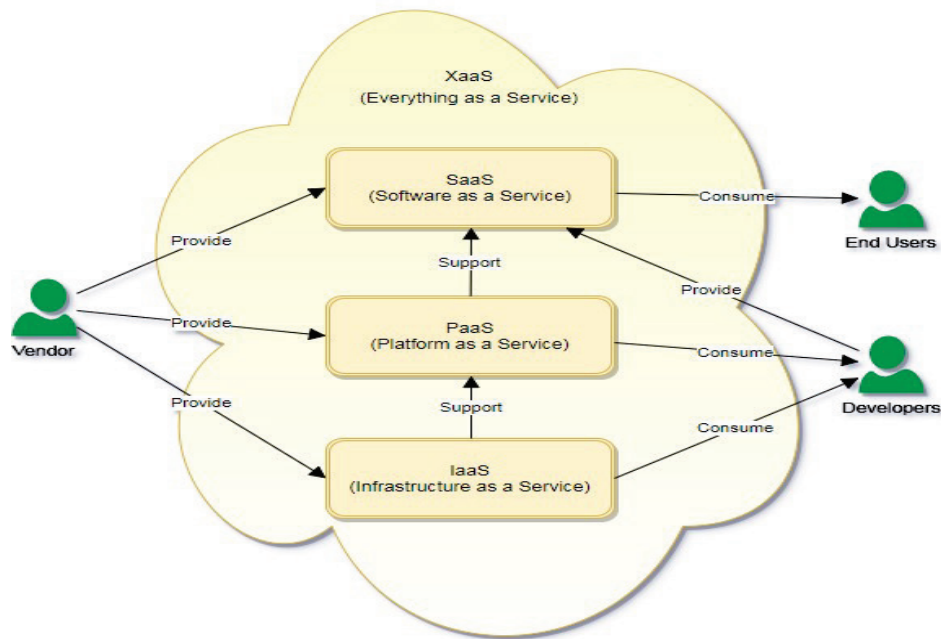 XaaS
(Everything as a Service)
SaaS
(Software as a Service)
Consume
End Users
Provide
Support
Provide
Vendor
Provide
PaaS
(Platform as a Service)
Consume
Developers
Provide
Support
Consume
IaaS
(Infrastructure as a Service)